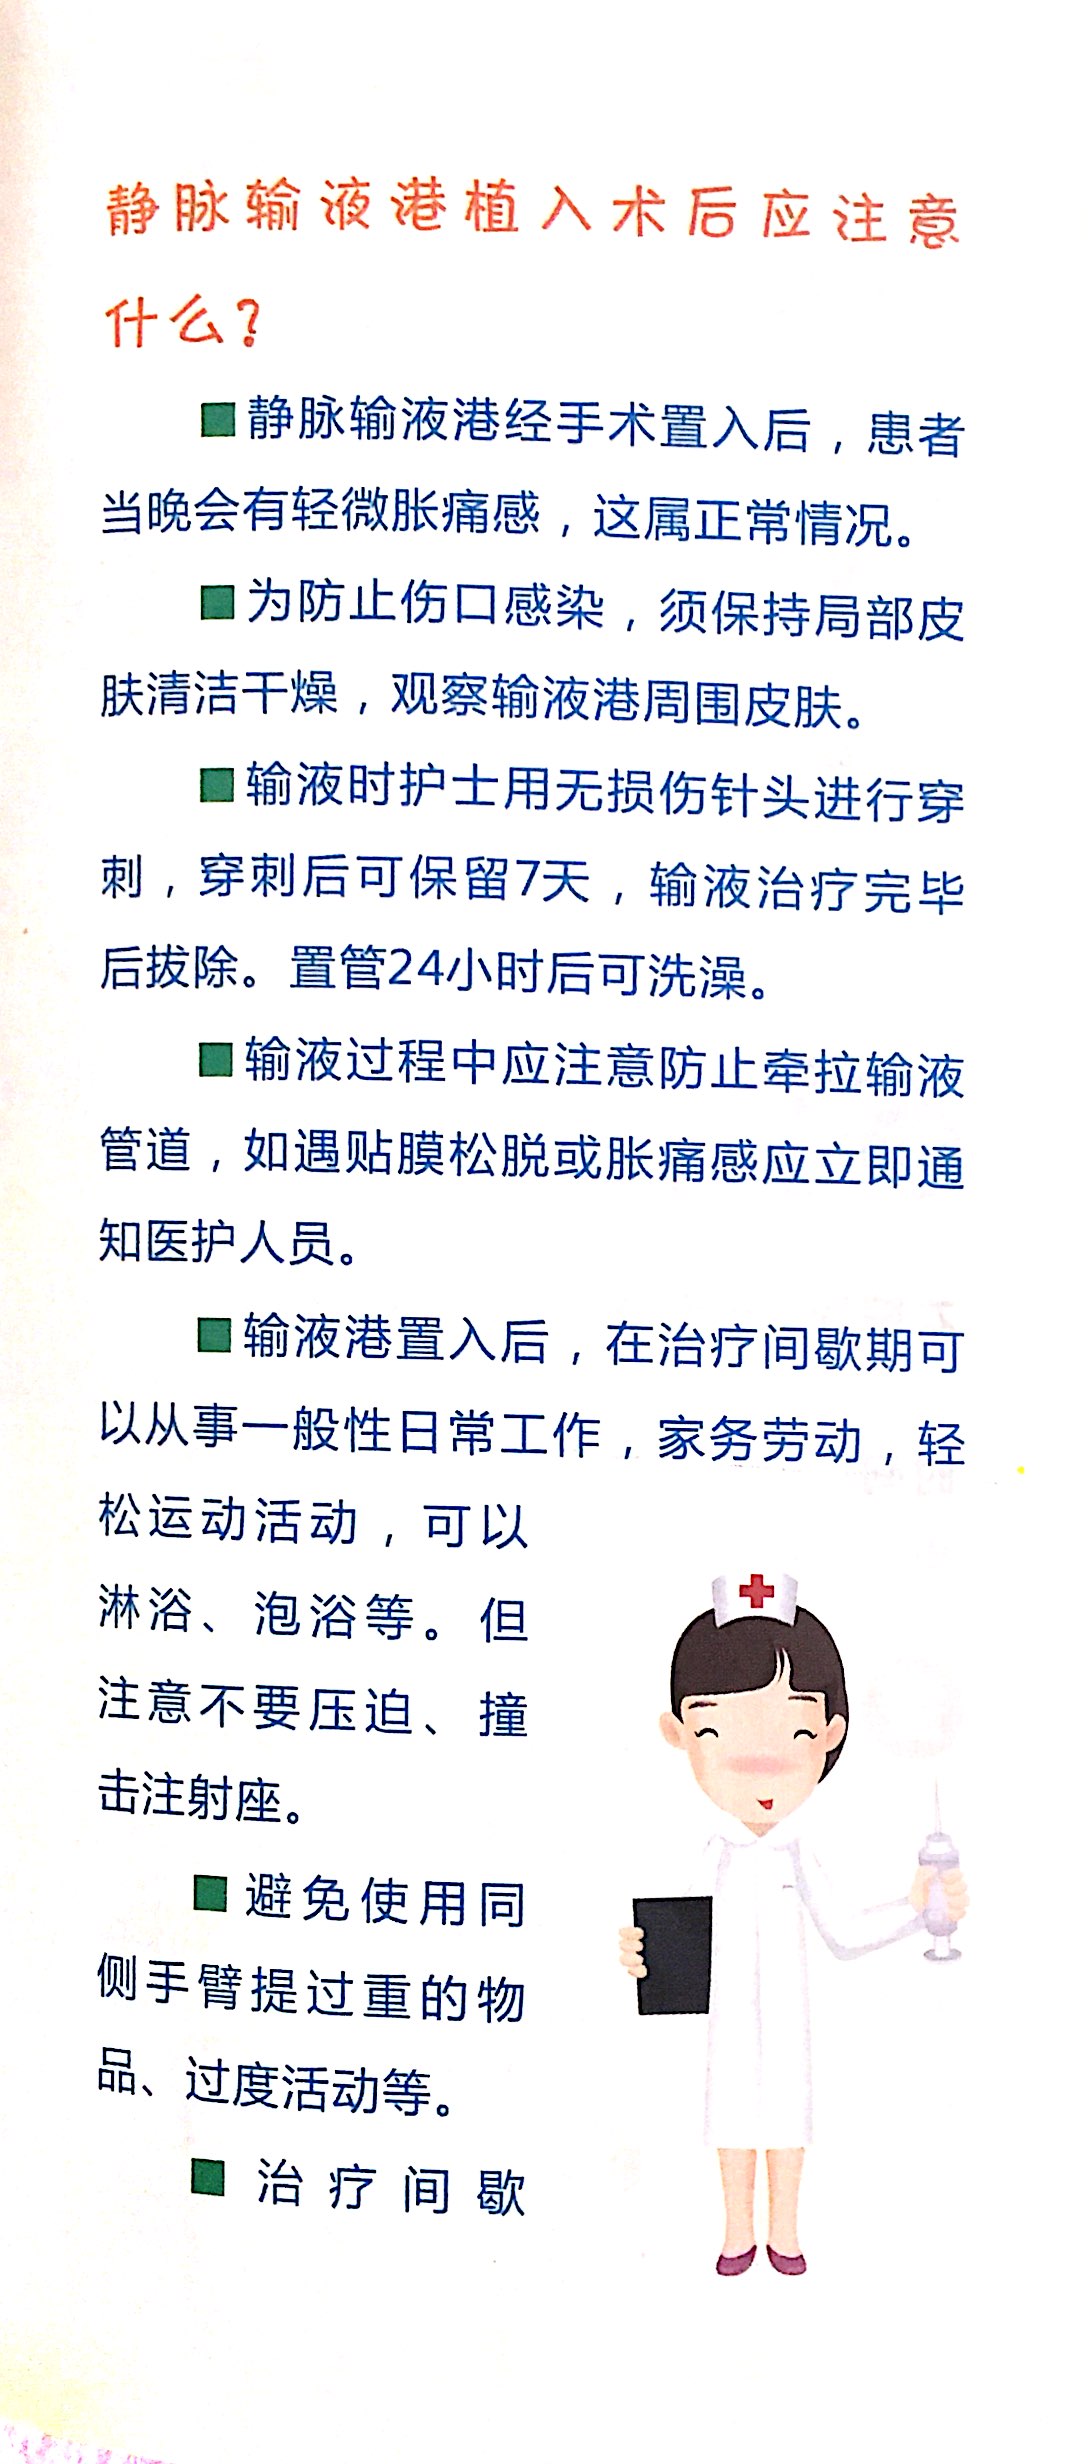 静脉输液港植入术后应注意
什么?
■静脉输液港经手术置入后，患者
当晚会有轻微胀痛感，这属正常情况。
■为防止伤口感染，须保持局部皮
肤清洁干燥，观察输液港周围皮肤。
■输液时护士用无损伤针头进行穿
刺，穿刺后可保留7天，输液治疗完毕
后拔除。置管24小时后可洗澡。
■输液过程中应注意防止牵拉输液
管道，如遇贴膜松脱或胀痛感应立即通
知医护人员。
■输液港置入后，在治疗间歇期可
以从事一般性日常工作，家务劳动，轻
松运动活动，可以
淋浴、泡浴等。但
注意不要压迫、撞
击注射座。
■避免使用同
侧手臂提过重的物
品、过度活动等。
■治疗间歇